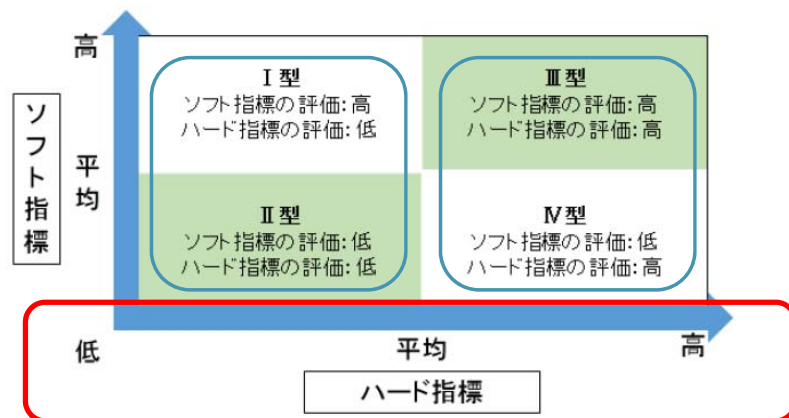 高
ソフト指標
平均
Ⅰ型
ソフト指標の評価:高
ハード指標の評価:低
Ⅲ型
ソフト指標の評価:高
ハード指標の評価:高
Ⅱ型
ソフト指標の評価:低
ハード指標の評価:低
Ⅳ型
ソフト指標の評価:低
ハード指標の評価:高
低
平均
高
ハード指標